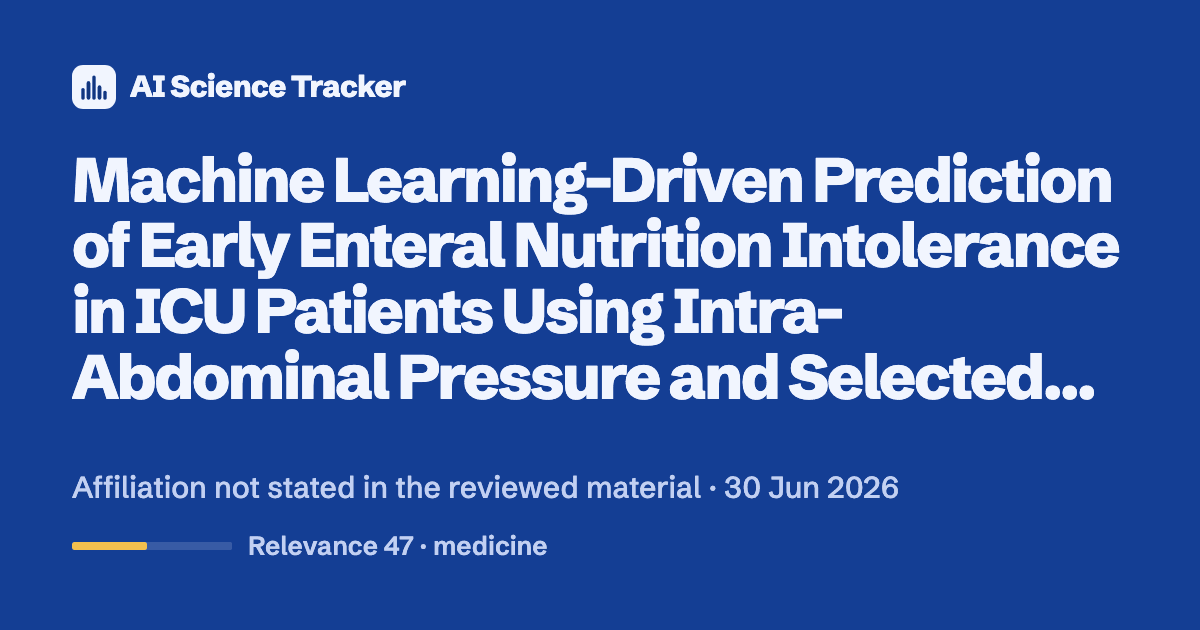 AI Science Tracker
Machine Learning-Driven Prediction
of Early Enteral Nutrition Intolerance
in ICU Patients Using Intra-
Abdominal Pressure and Selected...
Affiliation not stated in the reviewed material · 30 Jun 2026
Relevance 47 · medicine